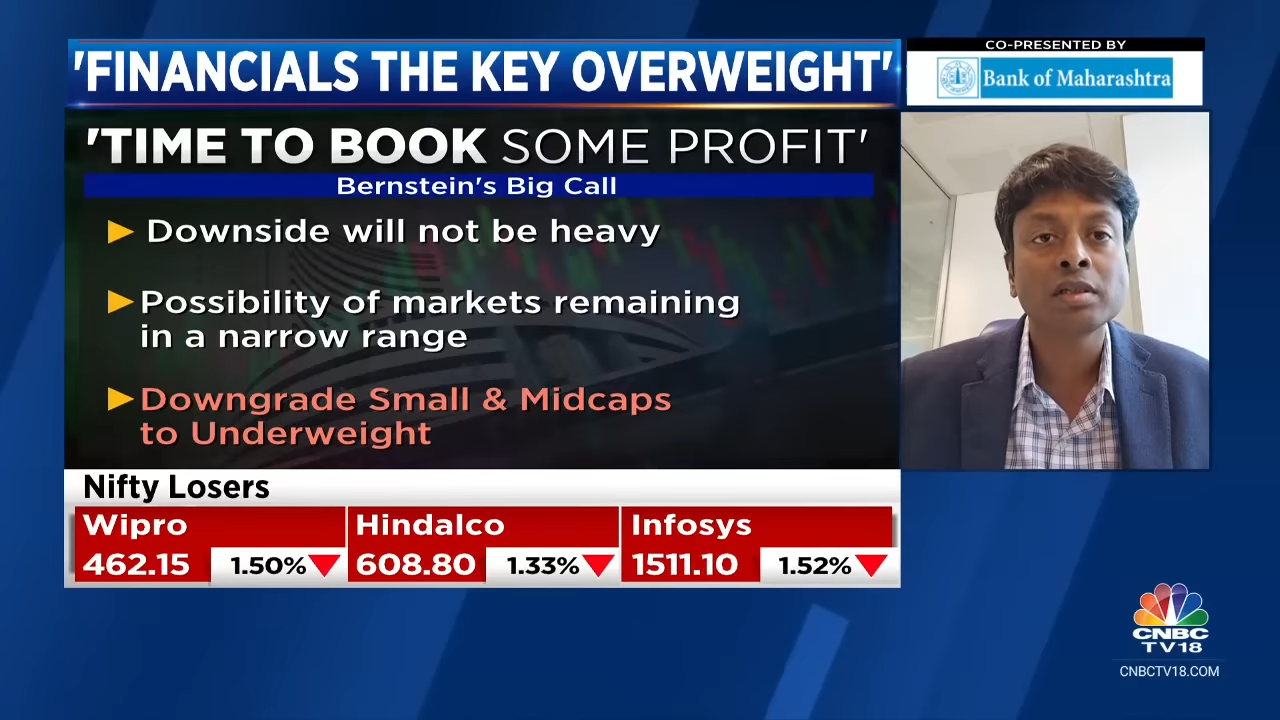 'FINANCIALS THE KEY OVERWEIGHT'
CO-PRESENTED BY
Bank of Maharashtra
'TIME TO BOOK SOME PROFIT'
Bernstein's Big Call
Downside will not be heavy
Possibility of markets remaining
in a narrow range
Downgrade Small & Midcaps
to Underweight
Nifty Losers
Wipro
462.15 1.50%
Hindalco
608.80 1.33%
Infosys
1511.10 1.52%
CNBC
TV18
CNBCTV18.COM